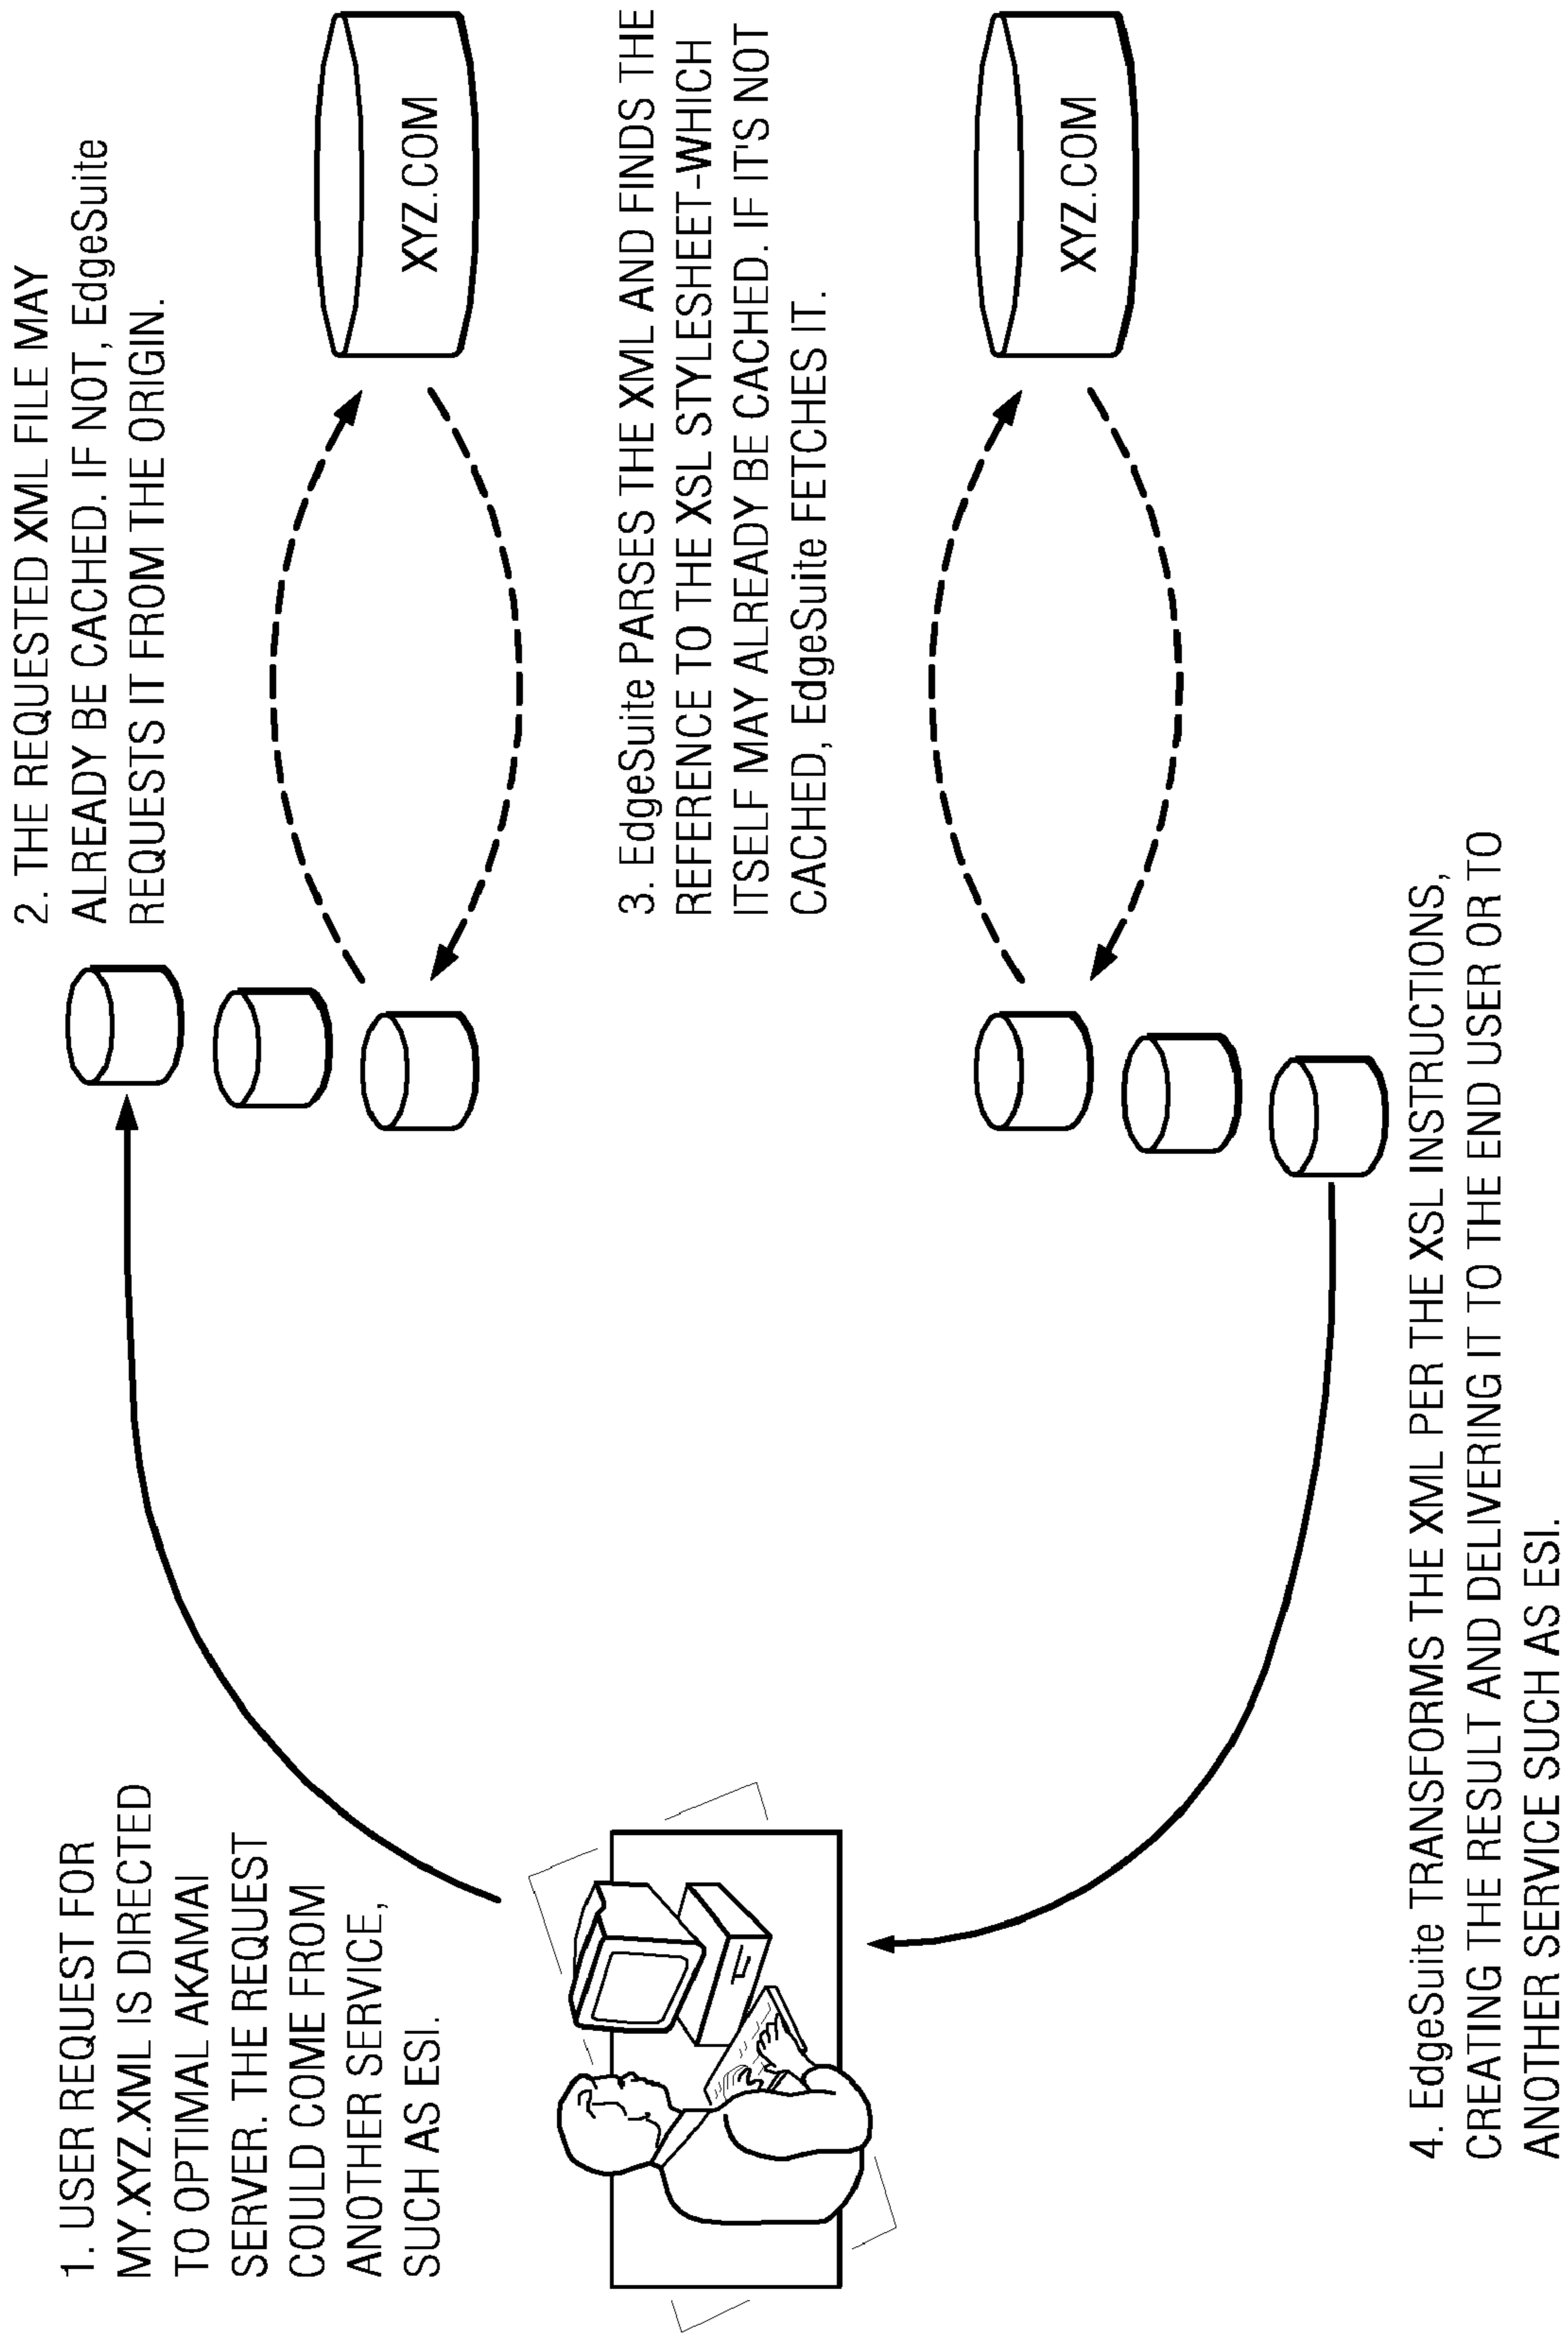 1. USER REQUEST FOR
MY.XYZ.XML IS DIRECTED
TO OPTIMAL AKAMAI
SERVER. THE REQUEST
COULD COME FROM
ANOTHER SERVICE,
SUCH AS ESI.
2. THE REQUESTED XML FILE MAY
ALREADY BE CACHED. IF NOT, EdgeSuite
REQUESTS IT FROM THE ORIGIN.
XYZ.COM
3. EdgeSuite PARSES THE XML AND FINDS THE
REFERENCE TO THE XSL STYLESHEET-WHICH
ITSELF MAY ALREADY BE CACHED. IF IT'S NOT
CACHED, EdgeSuite FETCHES IT.
XYZ.COM
4. EdgeSuite TRANSFORMS THE XML PER THE XSL INSTRUCTIONS,
CREATING THE RESULT AND DELIVERING IT TO THE END USER OR TO
ANOTHER SERVICE SUCH AS ESI.